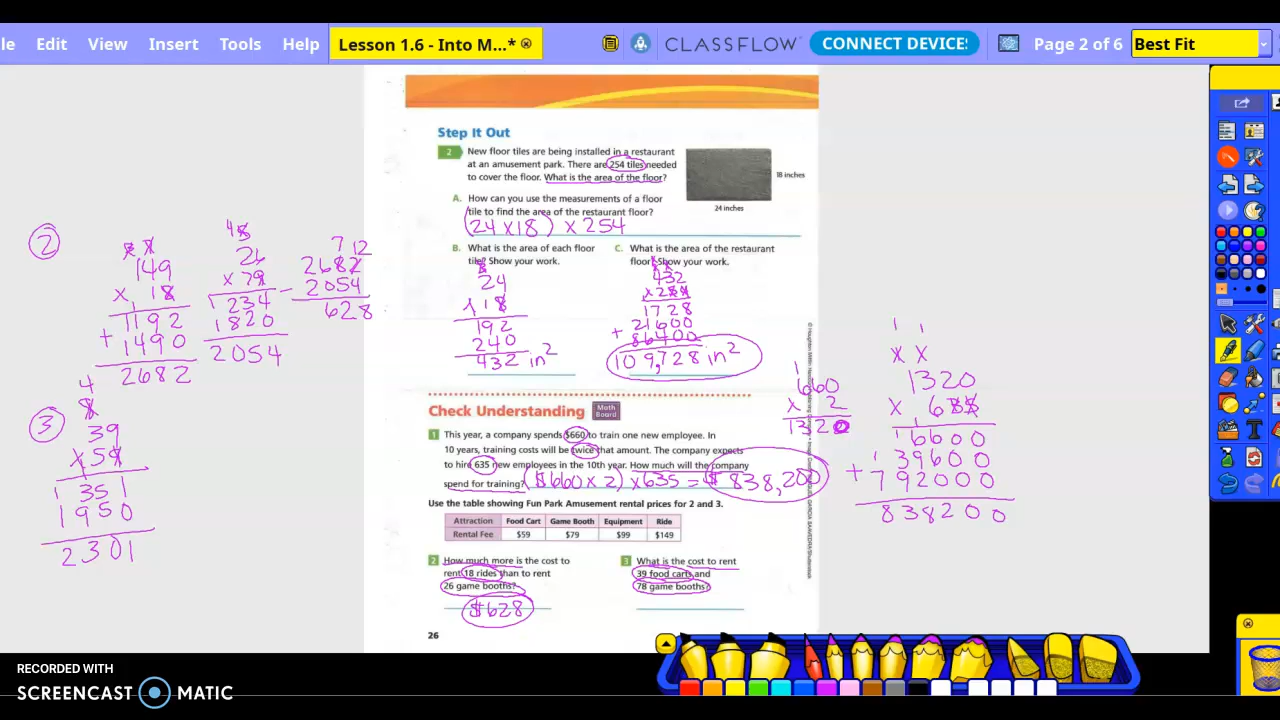 le Edit View Insert Tools Help Lesson 1.6 - Into M...* CLASSFLOW CONNECT DEVICES Page 2 of 6 Best Fit
Step It Out
2 New floor tiles are being installed in a restaurant
at an amusement park. There are 254 tiles needed
to cover the floor. What is the area of the floor?
18 inches
24 inches
A. How can you use the measurements of a floor
tile to find the area of the restaurant floor?
(24 x 18) x 254
B. What is the area of each floor
tile? Show your work.
24
x 18
192
240
432 in2
C. What is the area of the restaurant
floor? Show your work.
432
x 254
1728
21600
+ 86400
109,728 in2
Check Understanding Math
Board
1 This year, a company spends $660 to train one new employee. In
10 years, training costs will be twice that amount. The company expects
to hire 635 new employees in the 10th year. How much will the company
spend for training? ($660 x 2) x 635 = $838,200
Use the table showing Fun Park Amusement rental prices for 2 and 3.
Attraction Food Cart Game Booth Equipment Ride
Rental Fee $59 $79 $99 $149
2 How much more is the cost to
rent 18 rides than to rent
26 game booths?
$628
3 What is the cost to rent
39 food carts and
78 game booths?
26
2
149
x 18
1192
+ 1490
2682
26
x 79
1234
1820
2054
7 12
2682
- 2054
628
3
39
x 59
351
1950
2301
1
660
x 2
1320
1 1
1320
x 635
6600
39600
+ 792000
838200
RECORDED WITH
SCREENCAST MATIC